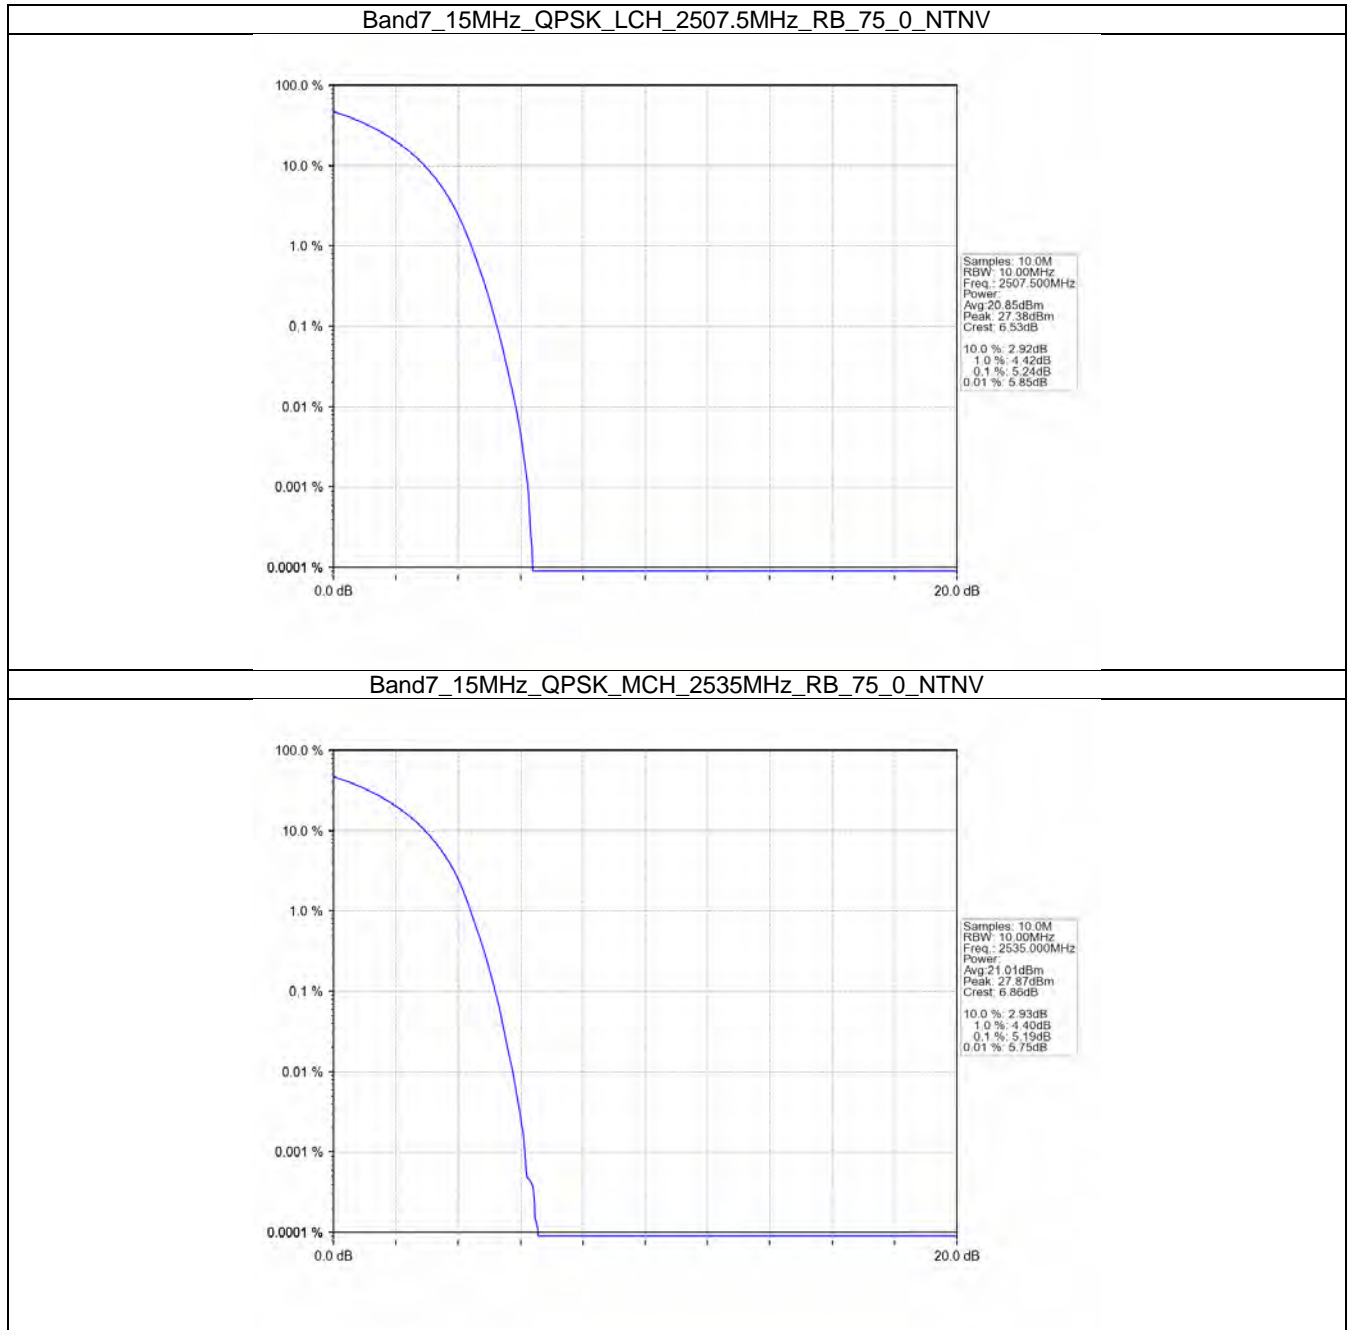 Band7_15MHz_QPSK_LCH_2507.5MHz_RB_75_0_NTNV
100.0 %
10.0 %
1.0 %
0.1 %
0.01 %
0.001 %
0.0001 %
0.0 dB
20.0 dB
Samples: 10.0M
RBW: 10.00MHz
Freq.: 2507.500MHz
Power:
Avg:20.85dBm
Peak: 27.38dBm
Crest: 6.53dB
10.0 %: 2.92dB
1.0 %: 4.42dB
0.1 %: 5.24dB
0.01 %: 5.85dB
Band7_15MHz_QPSK_MCH_2535MHz_RB_75_0_NTNV
100.0 %
10.0 %
1.0 %
0.1 %
0.01 %
0.001 %
0.0001 %
0.0 dB
20.0 dB
Samples: 10.0M
RBW: 10.00MHz
Freq.: 2535.000MHz
Power:
Avg:21.01dBm
Peak: 27.87dBm
Crest: 6.86dB
10.0 %: 2.93dB
1.0 %: 4.40dB
0.1 %: 5.19dB
0.01 %: 5.75dB